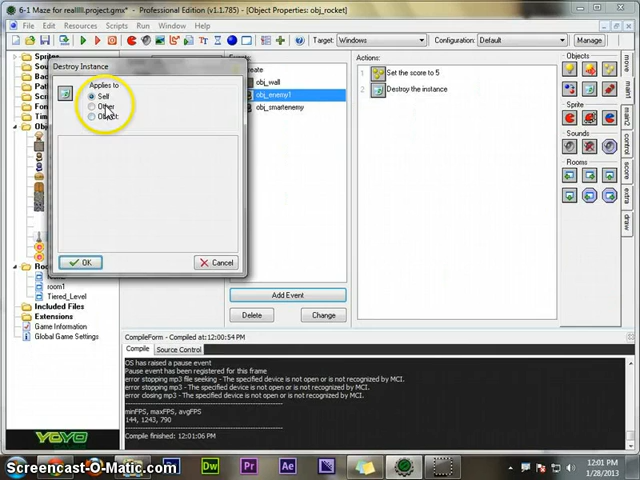 6-1 Maze for real!!!!.project.gmx* - Professional Edition (v1.1.785) - [Object Properties: obj_rocket]
File Edit Resources Scripts Run Window Help
Target: Windows Configuration: Default Manage
Destroy Instance
Applies to
Self
Other
Object:
OK Cancel
Events:
create
obj_wall
obj_enemy1
obj_smartenemy
Add Event
Delete Change
Actions:
1 Set the score to 5
2 Destroy the instance
Objects
Sprite
Sounds
Rooms
move
main1
main2
control
score
extra
draw
room1
Tiered_Level
Included Files
Extensions
Game Information
Global Game Settings
CompileForm - Compiled at:12:00:54 PM
Compile Source Control
OS has raised a pause event
Pause event has been registered for this frame
error stopping mp3 file seeking - The specified device is not open or is not recognized by MCI.
error stopping mp3 - The specified device is not open or is not recognized by MCI.
error closing mp3 - The specified device is not open or is not recognized by MCI.
minFPS, maxFPS, avgFPS
144, 1243, 790
Compile finished: 12:01:06 PM
YOYO
Screencast-O-Matic.com
Dw Pr Ae
12:01 PM
1/28/2013